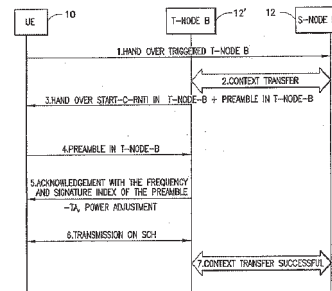 UE
10
T-NODE B
12'
12
S-NODE
1.HAND OVER TRIGGERED T-NODE B
2.CONTEXT TRANSFER
3.HAND OVER START-C-RNTI IN T-NODE-B + PREAMBLE IN T-NODE-B
4.PREAMBLE IN T-NODE-B
5.ACKNOWLEDGEMENT WITH THE FREQUENCY
AND SIGNATURE INDEX OF THE PREAMBLE
-TA, POWER ADJUSTMENT
6.TRANSMISSION ON SCH
7.CONTEXT TRANSFER SUCCESSFUL